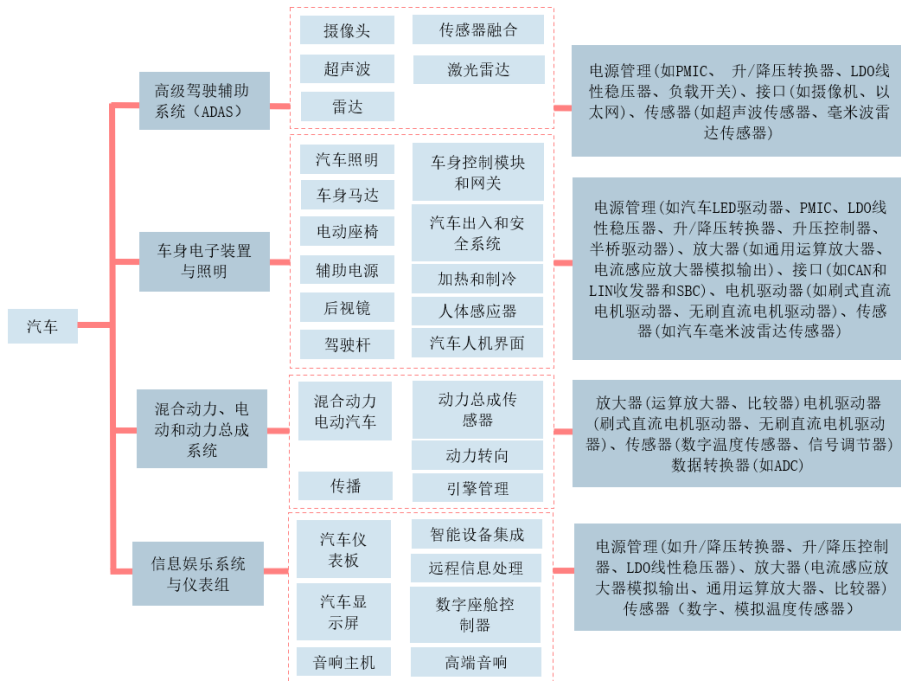 汽车
高级驾驶辅助
系统（ADAS）
摄像头
传感器融合
超声波
激光雷达
雷达
电源管理(如PMIC、 升/降压转换器、LDO线
性稳压器、负载开关)、接口(如摄像机、以
太网)、传感器(如超声波传感器、毫米波雷
达传感器)
车身电子装置
与照明
汽车照明
车身马达
电动座椅
辅助电源
后视镜
驾驶杆
车身控制模块
和网关
汽车出入和安
全系统
加热和制冷
人体感应器
汽车人机界面
电源管理(如汽车LED驱动器、PMIC、LDO线
性稳压器、升/降压转换器、升压控制器、
半桥驱动器)、放大器(如通用运算放大器、
电流感应放大器模拟输出)、接口(如CAN和
LIN收发器和SBC)、电机驱动器(如刷式直流
电机驱动器、无刷直流电机驱动器)、传感
器(如汽车毫米波雷达传感器)
混合动力、电
动和动力总成
系统
混合动力
电动汽车
传播
动力总成传
感器
动力转向
引擎管理
放大器(运算放大器、比较器)电机驱动器
(刷式直流电机驱动器、无刷直流电机驱动
器)、传感器(数字温度传感器、信号调节器)
数据转换器(如ADC)
信息娱乐系统
与仪表组
汽车仪
表板
汽车显
示屏
音响主机
智能设备集成
远程信息处理
数字座舱控
制器
高端音响
电源管理(如升/降压转换器、升/降压控制
器、LDO线性稳压器)、放大器(电流感应放
大器模拟输出、通用运算放大器、比较器)
传感器（数字、模拟温度传感器）